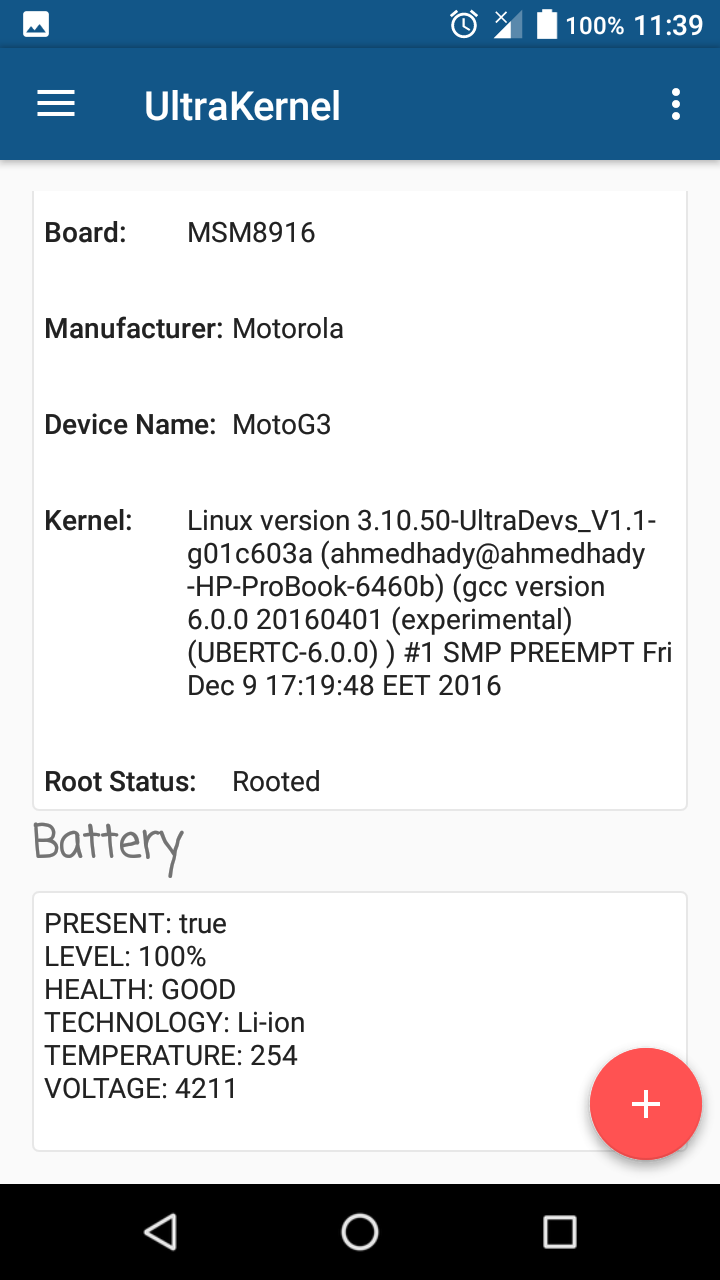 100% 11:39
UltraKernel
Board: MSM8916
Manufacturer: Motorola
Device Name: MotoG3
Kernel: Linux version 3.10.50-UltraDevs_V1.1-
g01c603a (ahmedhady@ahmedhady
-HP-ProBook-6460b) (gcc version
6.0.0 20160401 (experimental)
(UBERTC-6.0.0) ) #1 SMP PREEMPT Fri
Dec 9 17:19:48 EET 2016
Root Status: Rooted
Battery
PRESENT: true
LEVEL: 100%
HEALTH: GOOD
TECHNOLOGY: Li-ion
TEMPERATURE: 254
VOLTAGE: 4211